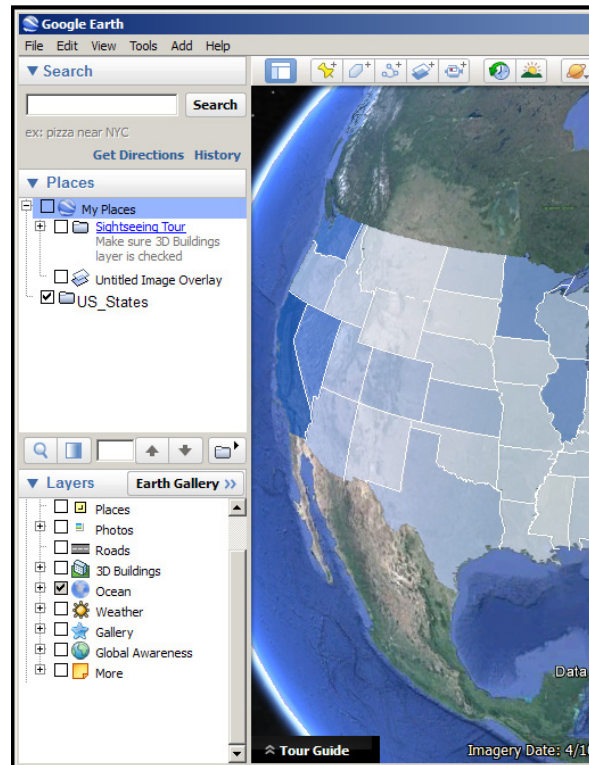 Google Earth
File Edit View Tools Add Help
Search
Search
ex: pizza near NYC
Get Directions History
Places
My Places
Sightseeing Tour
Make sure 3D Buildings
layer is checked
Untitled Image Overlay
US_States
Layers Earth Gallery >>
Places
Photos
Roads
3D Buildings
Ocean
Weather
Gallery
Global Awareness
More
Data
Tour Guide
Imagery Date: 4/1